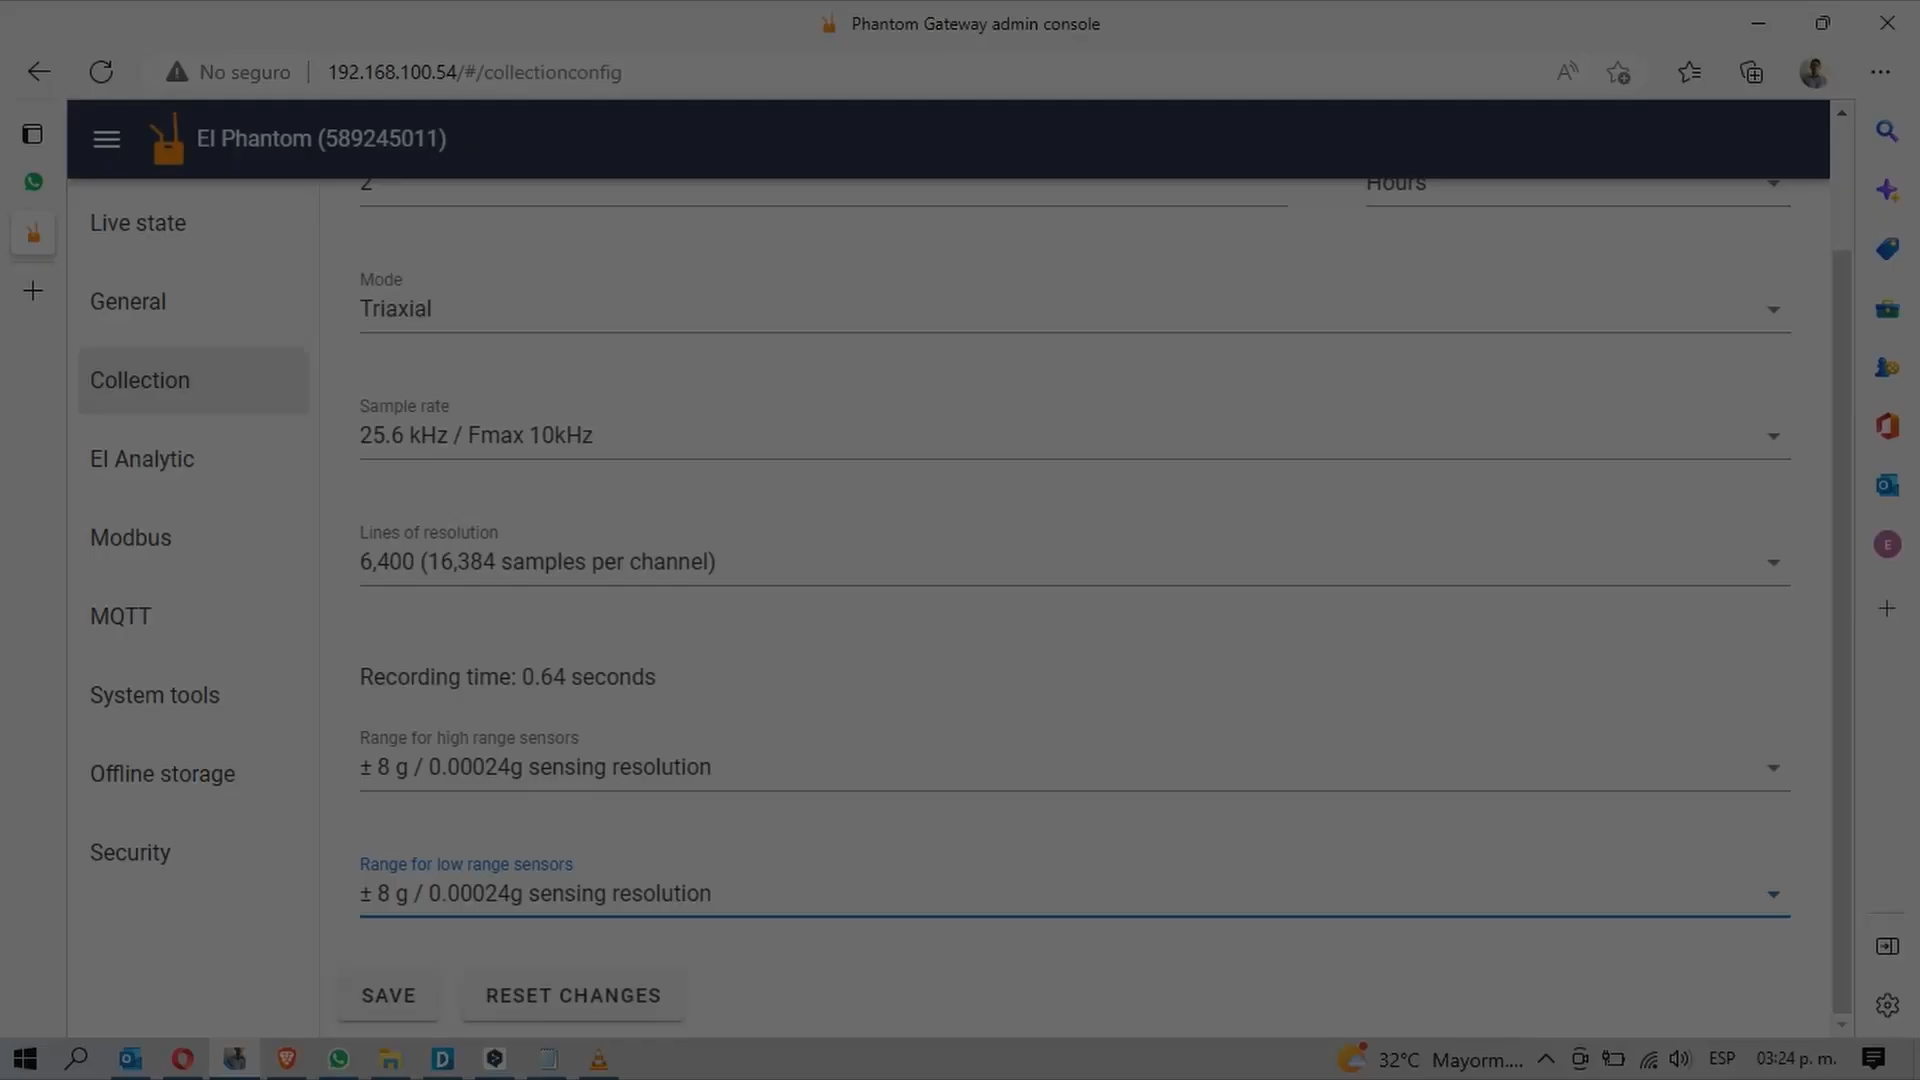 Phantom Gateway admin console
No seguro
192.168.100.54/#/collectionconfig
EI Phantom (589245011)
2
Hours
Live state
General
Collection
EI Analytic
Modbus
MQTT
System tools
Offline storage
Security
Mode
Triaxial
Sample rate
25.6 kHz / Fmax 10kHz
Lines of resolution
6,400 (16,384 samples per channel)
Recording time: 0.64 seconds
Range for high range sensors
± 8 g / 0.00024g sensing resolution
Range for low range sensors
± 8 g / 0.00024g sensing resolution
SAVE
RESET CHANGES
E
32°C Mayorm....
ESP
03:24 p. m.